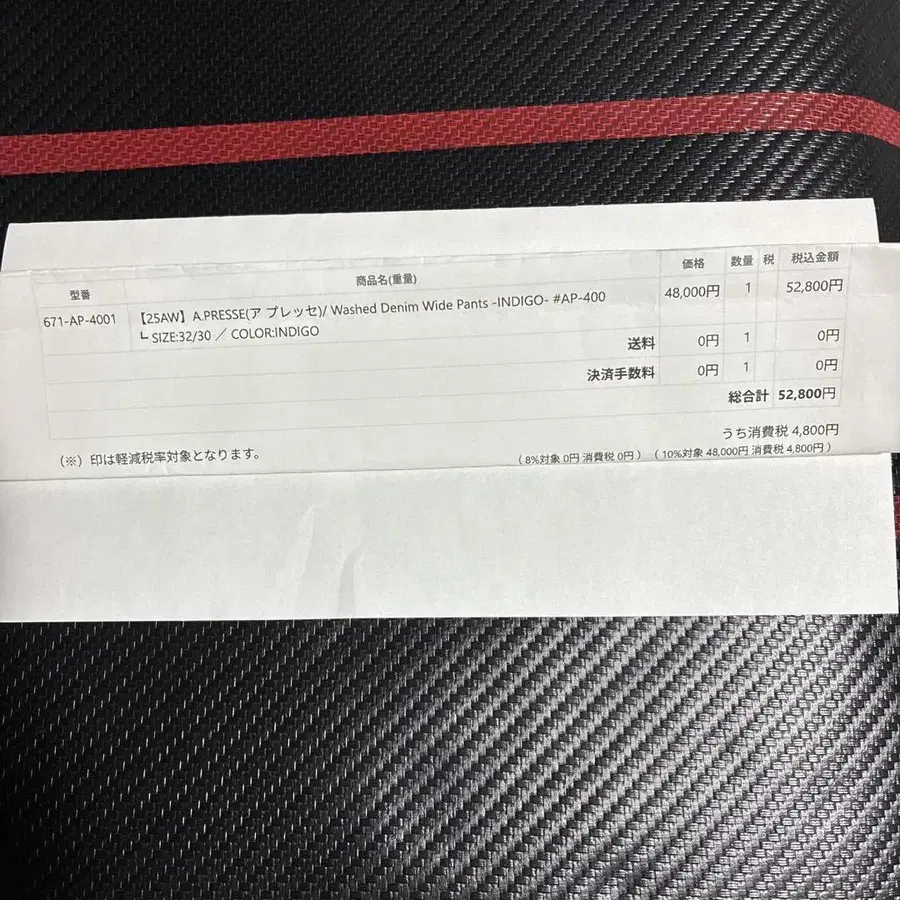 型番 商品名(重量) 価格 数量 税 税込金額
671-AP-4001 【25AW】A.PRESSE(ア プレッセ)/ Washed Denim Wide Pants -INDIGO- #AP-400 48,000円 1 52,800円
┗ SIZE:32/30 ／ COLOR:INDIGO
送料 0円 1 0円
決済手数料 0円 1 0円
総合計 52,800円
うち消費税 4,800円
（※）印は軽減税率対象となります。 （ 8%対象 0円 消費税 0円 ） （ 10%対象 48,000円 消費税 4,800円 ）